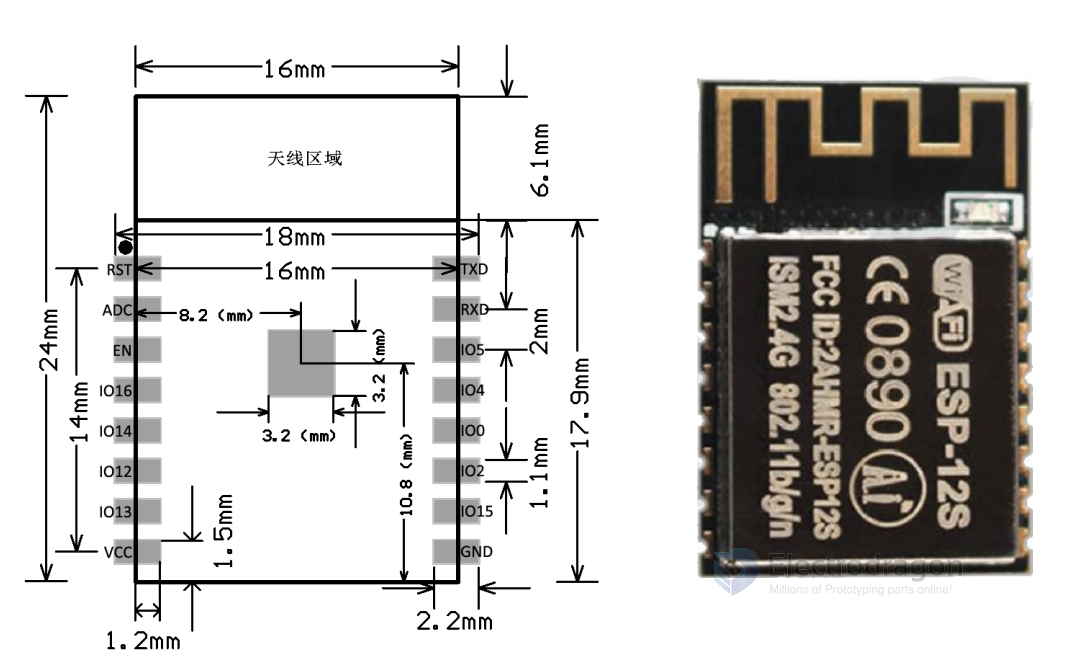 16mm
天线区域
6.1mm
18mm
RST
16mm
TXD
ADC
8.2 (mm)
RXD
24mm
EN
3.2 (mm)
IO5
2mm
IO16
IO4
14mm
17.9mm
IO14
3.2 (mm)
IO0
IO12
10.8 (mm)
IO2
1.1mm
IO13
1.5mm
IO15
VCC
GND
1.2mm
2.2mm
WiFi ESP-12S
CE 0890 Ai
FCC ID:2AHMR-ESP12S
ISM2.4G 802.11b/g/n
Electrodragon
Millions of Prototyping parts online!